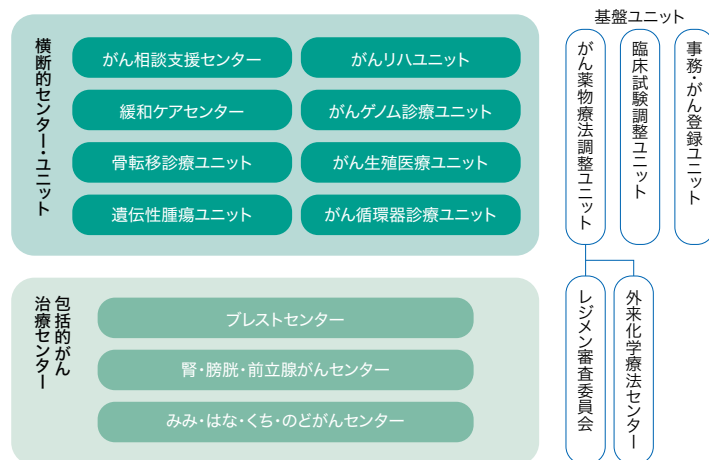 横断的センター・ユニット
がん相談支援センター
がんリハユニット
緩和ケアセンター
がんゲノム診療ユニット
骨転移診療ユニット
がん生殖医療ユニット
遺伝性腫瘍ユニット
がん循環器診療ユニット
包括的がん
治療センター
ブレストセンター
腎・膀胱・前立腺がんセンター
みみ・はな・くち・のどがんセンター
基盤ユニット
がん薬物療法調整ユニット
臨床試験調整ユニット
事務・がん登録ユニット
レジメン審査委員会
外来化学療法センター